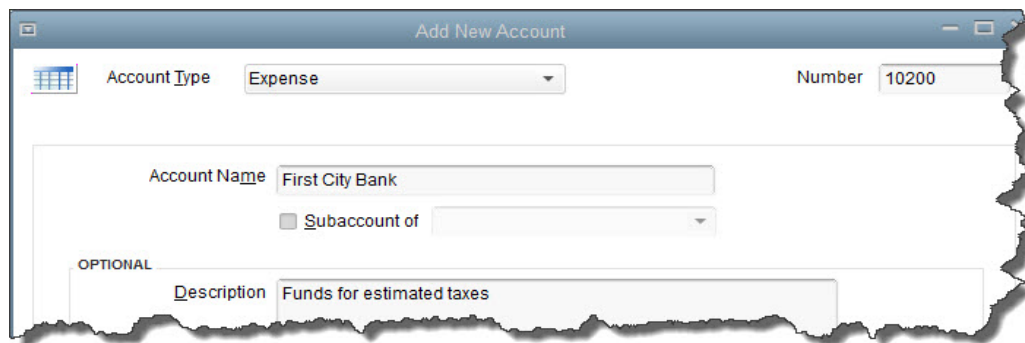 Add New Account
Account Type Expense Number 10200
Account Name First City Bank
Subaccount of
OPTIONAL
Description Funds for estimated taxes